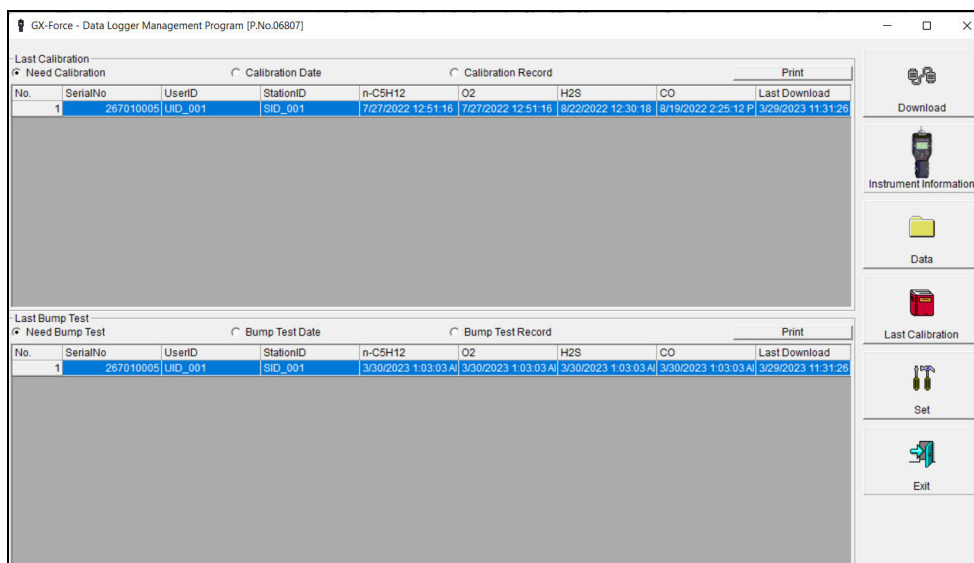 GX-Force - Data Logger Management Program [P.No.06807]
Last Calibration
Need Calibration Calibration Date Calibration Record Print
No. SerialNo UserID StationID n-C5H12 O2 H2S CO Last Download
1 267010005 UID_001 SID_001 7/27/2022 12:51:16 7/27/2022 12:51:16 8/22/2022 12:30:18 8/19/2022 2:25:12 P 3/29/2023 11:31:26
Last Bump Test
Need Bump Test Bump Test Date Bump Test Record Print
No. SerialNo UserID StationID n-C5H12 O2 H2S CO Last Download
1 267010005 UID_001 SID_001 3/30/2023 1:03:03 AI 3/30/2023 1:03:03 AI 3/30/2023 1:03:03 AI 3/30/2023 1:03:03 AI 3/29/2023 11:31:26
Download
Instrument Information
Data
Last Calibration
Set
Exit